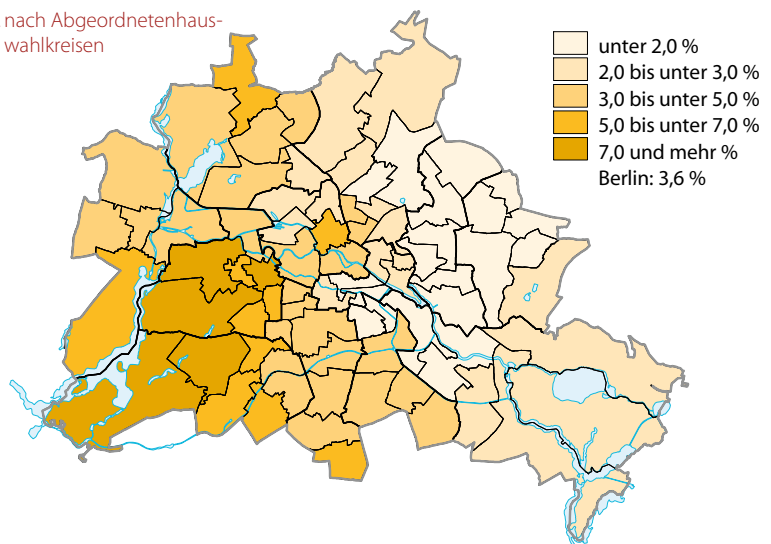 nach Abgeordnetenhaus-
wahlkreisen
unter 2,0 %
2,0 bis unter 3,0 %
3,0 bis unter 5,0 %
5,0 bis unter 7,0 %
7,0 und mehr %
Berlin: 3,6 %